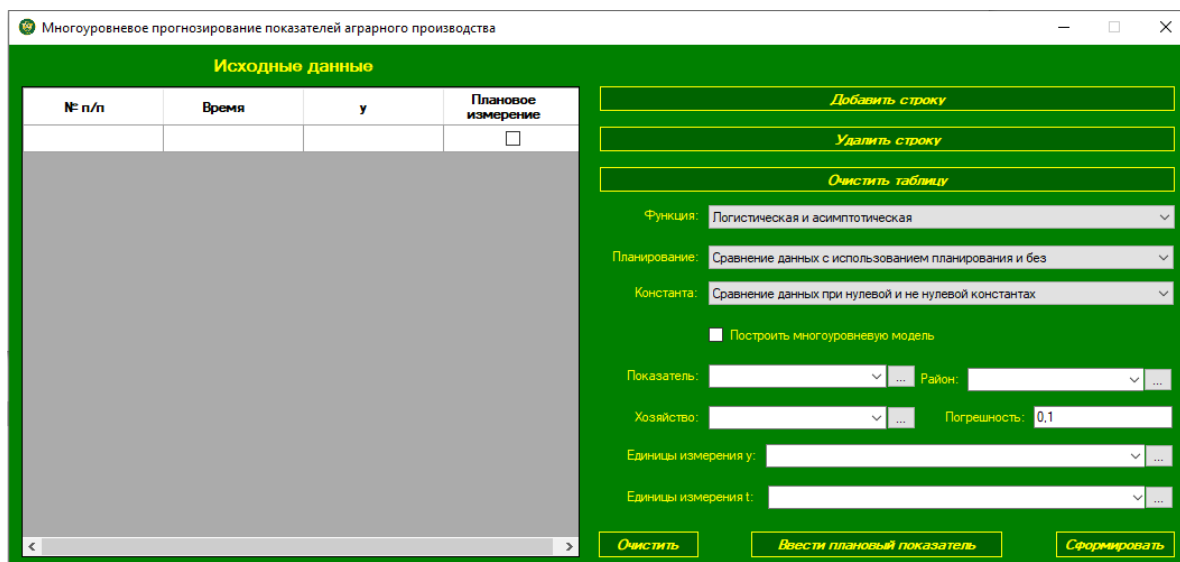 Многоуровневое прогнозирование показателей аграрного производства
Исходные данные
№ п/п Время y Плановое измерение
Добавить строку
Удалить строку
Очистить таблицу
Функция: Логистическая и асимптотическая
Планирование: Сравнение данных с использованием планирования и без
Константа: Сравнение данных при нулевой и не нулевой константах
Построить многоуровневую модель
Показатель: ... Район: ...
Хозяйство: ... Погрешность: 0,1
Единицы измерения y: ...
Единицы измерения t: ...
Очистить Ввести плановый показатель Сформировать